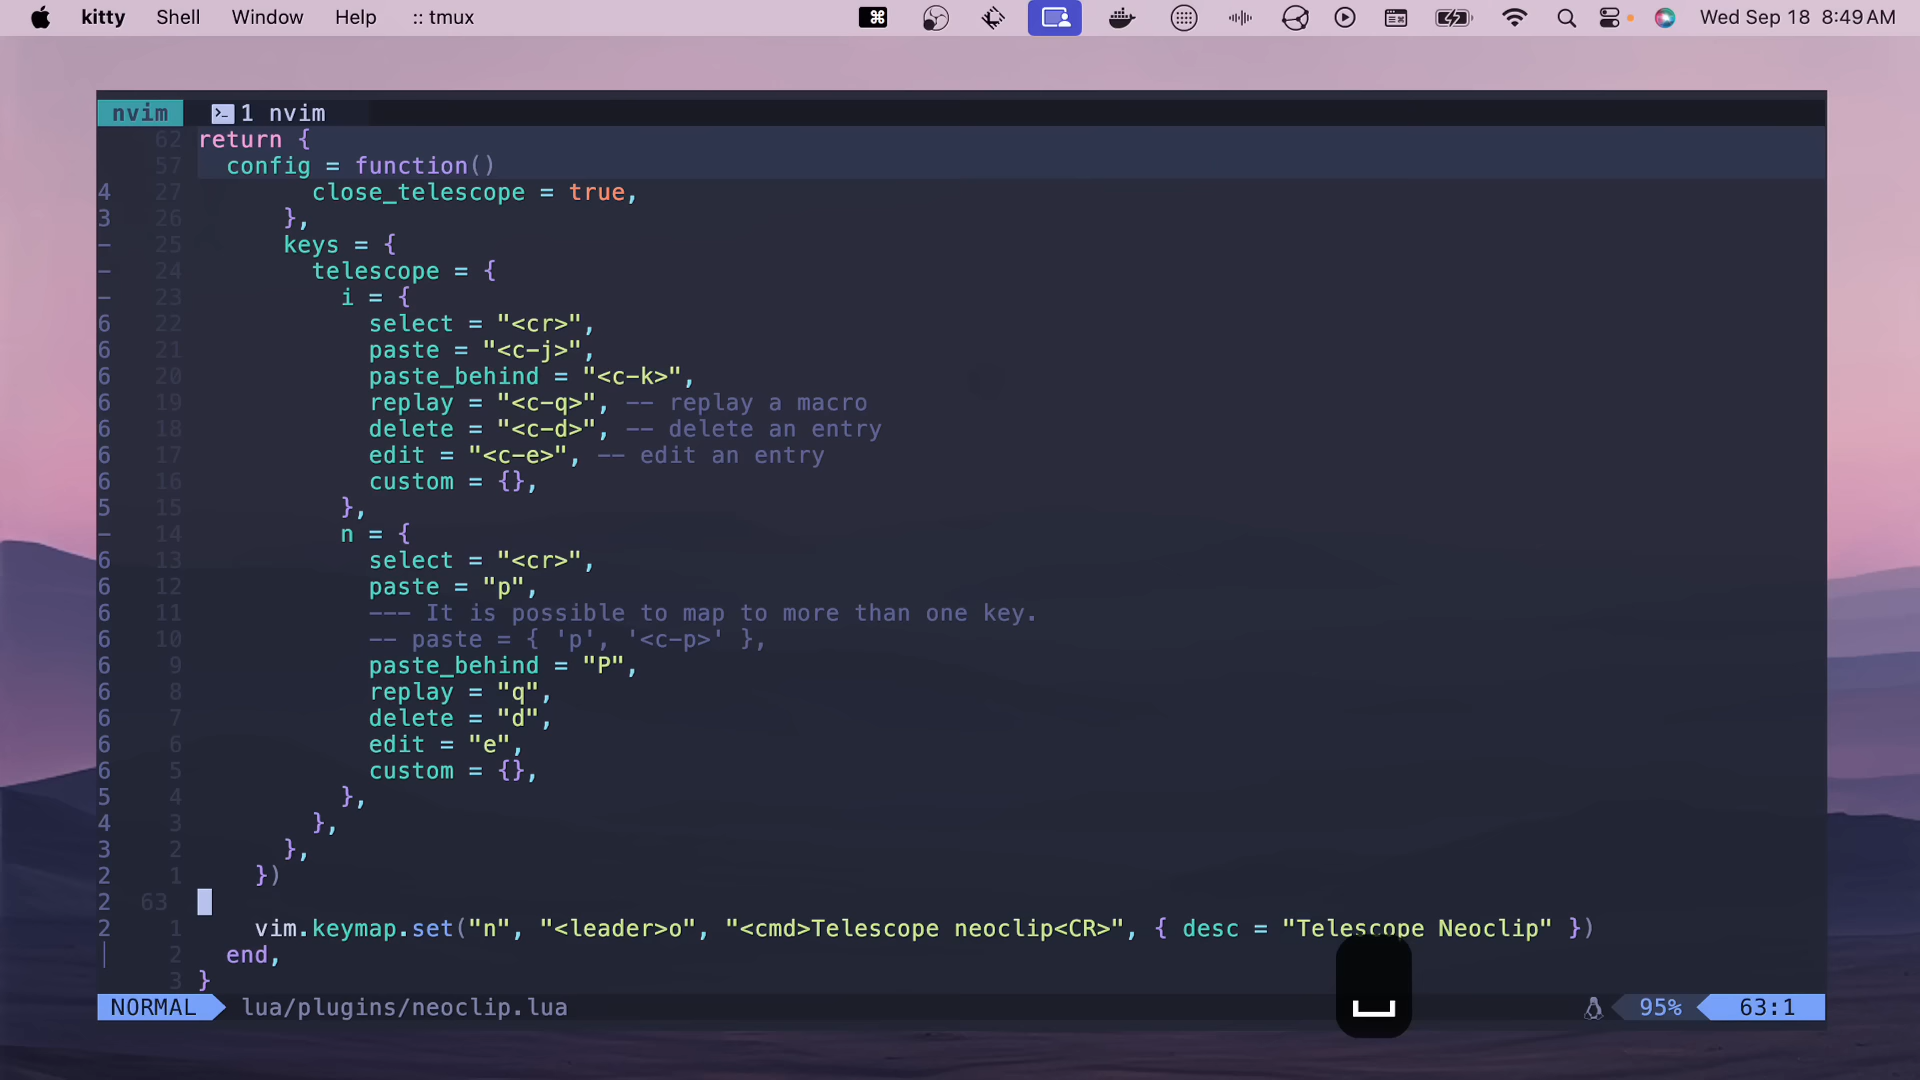 kitty Shell Window Help :: tmux Wed Sep 18 8:49 AM
nvim 1 nvim
62 return {
57 config = function()
4 27 close_telescope = true,
3 26 },
- 25 keys = {
- 24 telescope = {
- 23 i = {
6 22 select = "<cr>",
6 21 paste = "<c-j>",
6 20 paste_behind = "<c-k>",
6 19 replay = "<c-q>", -- replay a macro
6 18 delete = "<c-d>", -- delete an entry
6 17 edit = "<c-e>", -- edit an entry
6 16 custom = {},
5 15 },
- 14 n = {
6 13 select = "<cr>",
6 12 paste = "p",
6 11 --- It is possible to map to more than one key.
6 10 -- paste = { 'p', '<c-p>' },
6 9 paste_behind = "P",
6 8 replay = "q",
6 7 delete = "d",
6 6 edit = "e",
6 5 custom = {},
5 4 },
4 3 },
3 2 },
2 1 })
2 63
2 1 vim.keymap.set("n", "<leader>o", "<cmd>Telescope neoclip<CR>", { desc = "Telescope Neoclip" })
2 end,
3 }
NORMAL lua/plugins/neoclip.lua 95% 63:1